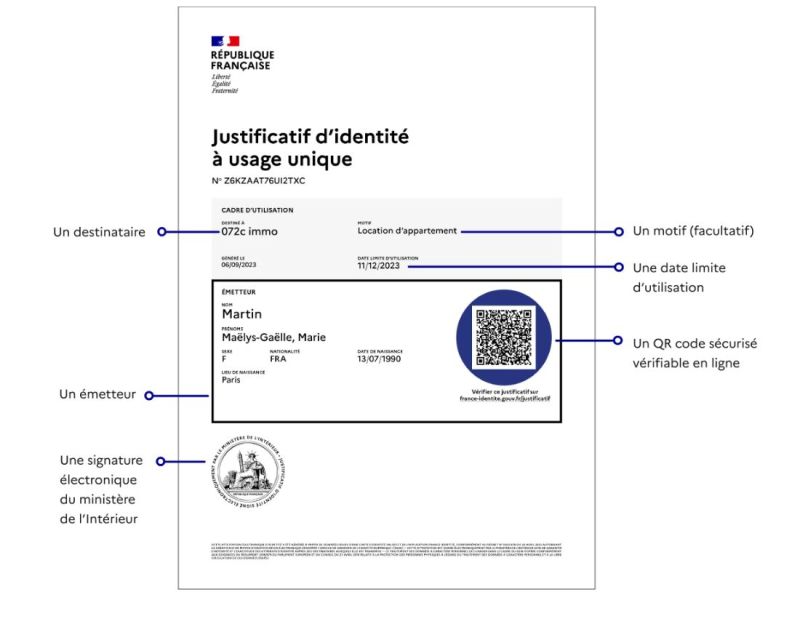 RÉPUBLIQUE
FRANÇAISE
Liberté
Égalité
Fraternité
Justificatif d'identité
à usage unique
N° Z6KZAAT76UI2TXC
CADRE D'UTILISATION
DESTINÉ À
072c immo
MOTIF
Location d'appartement
GÉNÉRÉ LE
06/09/2023
DATE LIMITE D'UTILISATION
11/12/2023
ÉMETTEUR
NOM
Martin
PRÉNOMS
Maëlys-Gaëlle, Marie
SEXE
F
NATIONALITÉ
FRA
DATE DE NAISSANCE
13/07/1990
LIEU DE NAISSANCE
Paris
Vérifier ce justificatif sur
france-identite.gouv.fr/justificatif
Un destinataire
Un motif (facultatif)
Une date limite
d'utilisation
Un QR code sécurisé
vérifiable en ligne
Un émetteur
Une signature
électronique
du ministère
de l'Intérieur